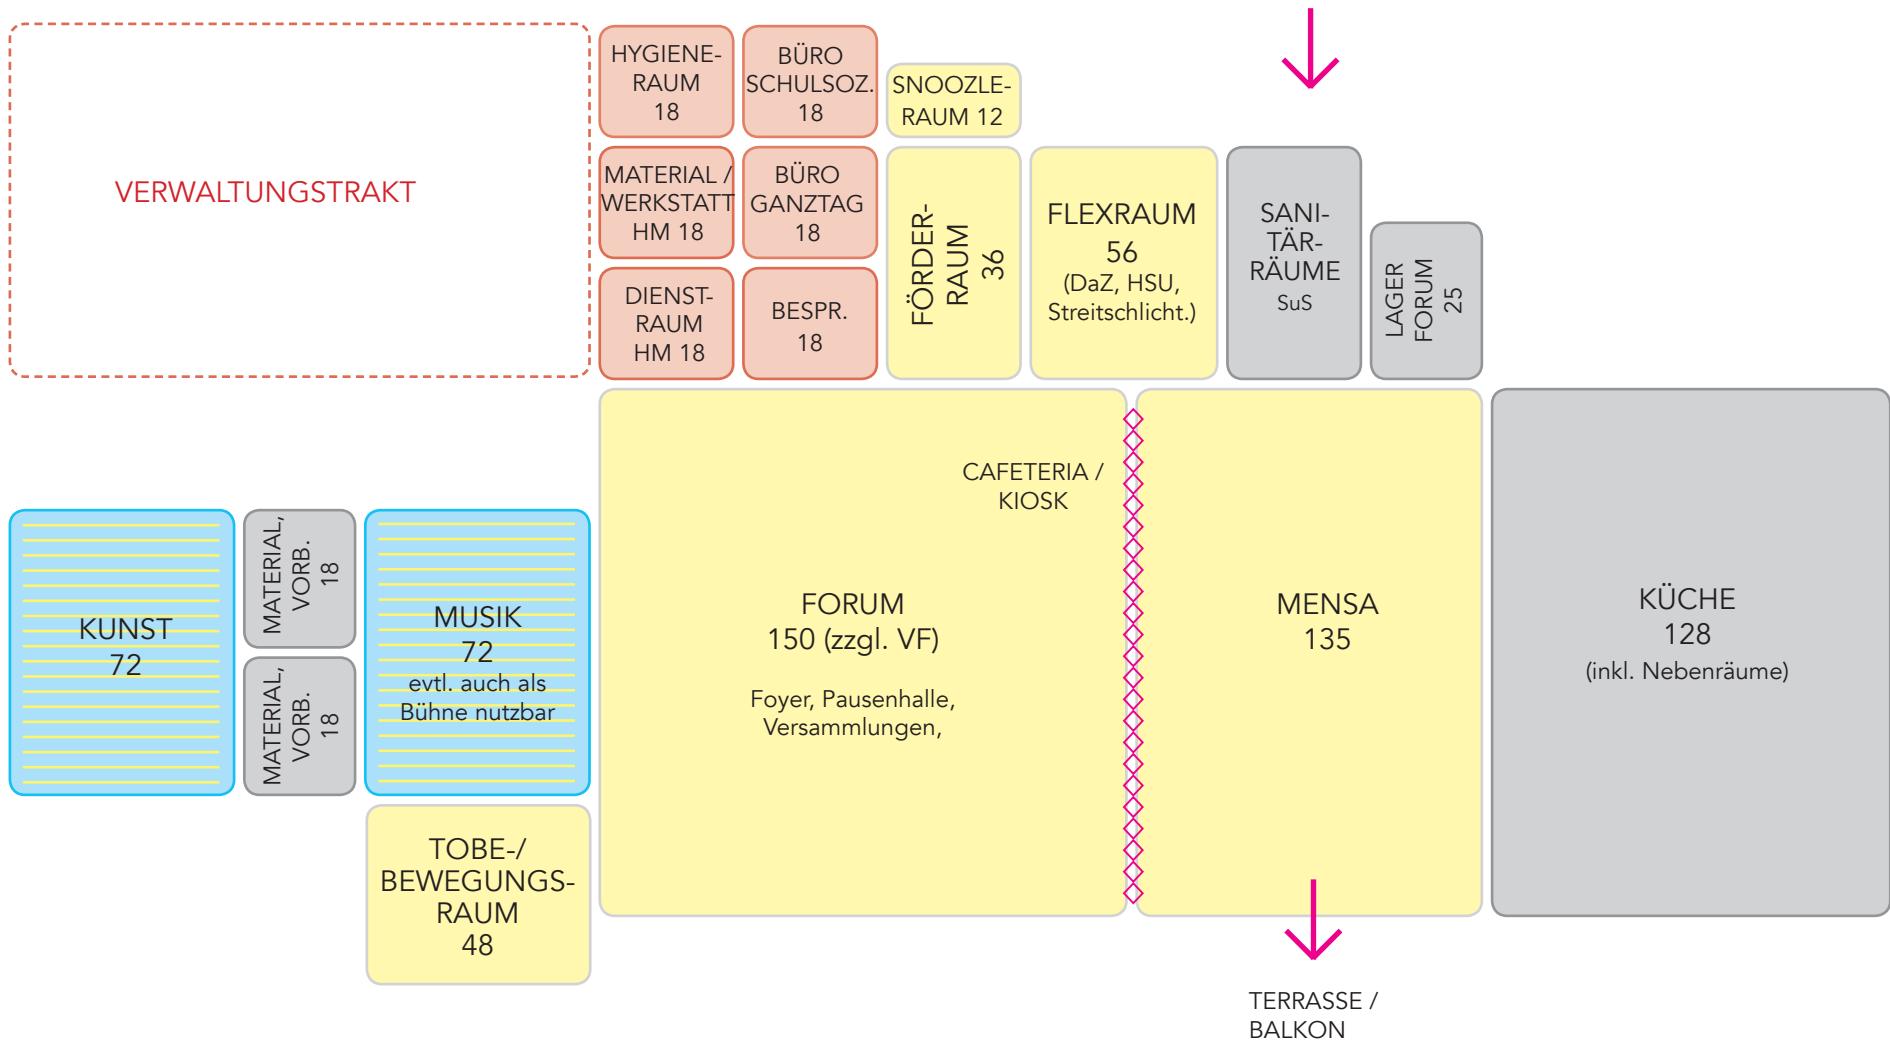 VERWALTUNGSTRAKT
HYGIENE-
RAUM
18
BÜRO
SCHULSOZ.
18
SNOOZLE-
RAUM 12
MATERIAL /
WERKSTATT
HM 18
BÜRO
GANZTAG
18
DIENST-
RAUM
HM 18
BESPR.
18
FÖRDER-
RAUM
36
FLEXRAUM
56
(DaZ, HSU,
Streitschlicht.)
SANI-
TÄR-
RÄUME
SuS
LAGER
FORUM
25
KUNST
72
MATERIAL,
VORB.
18
MATERIAL,
VORB.
18
MUSIK
72
evtl. auch als
Bühne nutzbar
TOBE-/
BEWEGUNGS-
RAUM
48
CAFETERIA /
KIOSK
FORUM
150 (zzgl. VF)
Foyer, Pausenhalle,
Versammlungen,
MENSA
135
KÜCHE
128
(inkl. Nebenräume)
TERRASSE /
BALKON